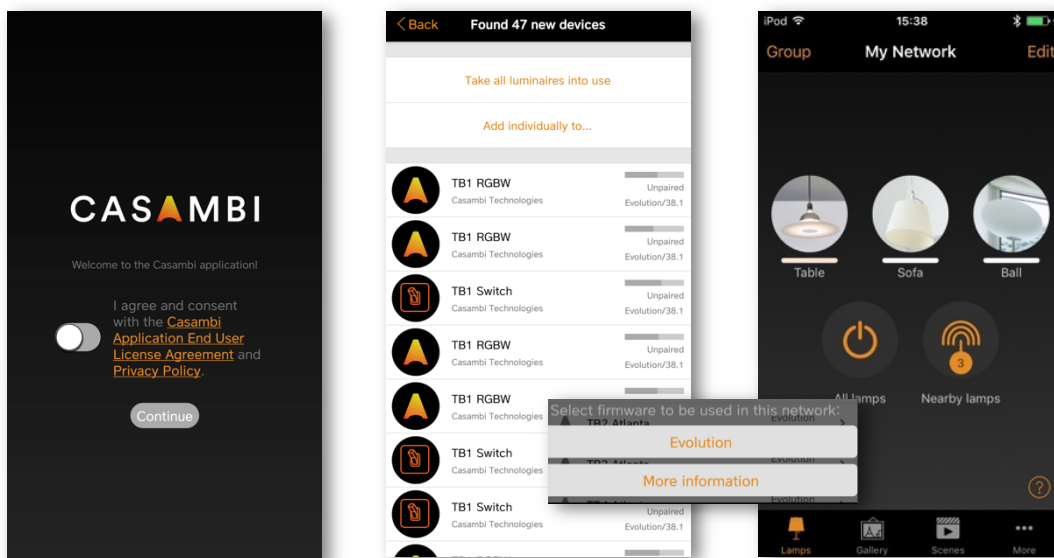 CASAMBI
Welcome to the Casambi application!
I agree and consent
with the Casambi
Application End User
License Agreement and
Privacy Policy.
Continue
Back
Found 47 new devices
Take all luminaires into use
Add individually to...
TB1 RGBW
Casambi Technologies
Unpaired
Evolution/38.1
TB1 RGBW
Casambi Technologies
Unpaired
Evolution/38.1
TB1 Switch
Casambi Technologies
Unpaired
Evolution/38.1
TB1 RGBW
Casambi Technologies
Unpaired
Evolution/38.1
TB1 RGBW
Casambi Technologies
TB1 Switch
Casambi Technologies
TB1 Switch
Casambi Technologies
Unpaired
Evolution/38.1
Select firmware to be used in this network:
TB2 Atlanta
Evolution
Evolution
More information
iPod
15:38
Group
My Network
Edit
Table
Sofa
Ball
3
All lamps
Nearby lamps
?
Lamps
Gallery
Scenes
More